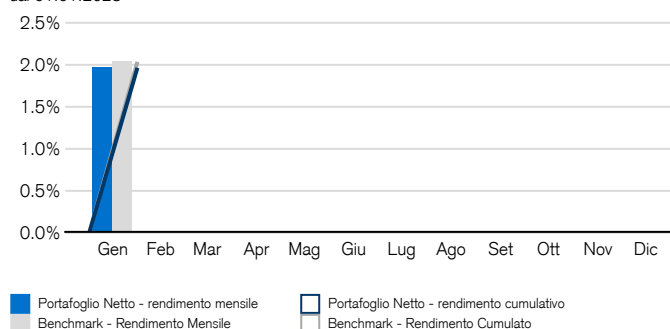 2.5%
2.0%
1.5%
1.0%
0.5%
0.0%
Gen Feb Mar Apr Mag Giu Lug Ago Set Ott Nov Dic
Portafoglio Netto - rendimento mensile Portafoglio Netto - rendimento cumulativo
Benchmark - Rendimento Mensile Benchmark - Rendimento Cumulato